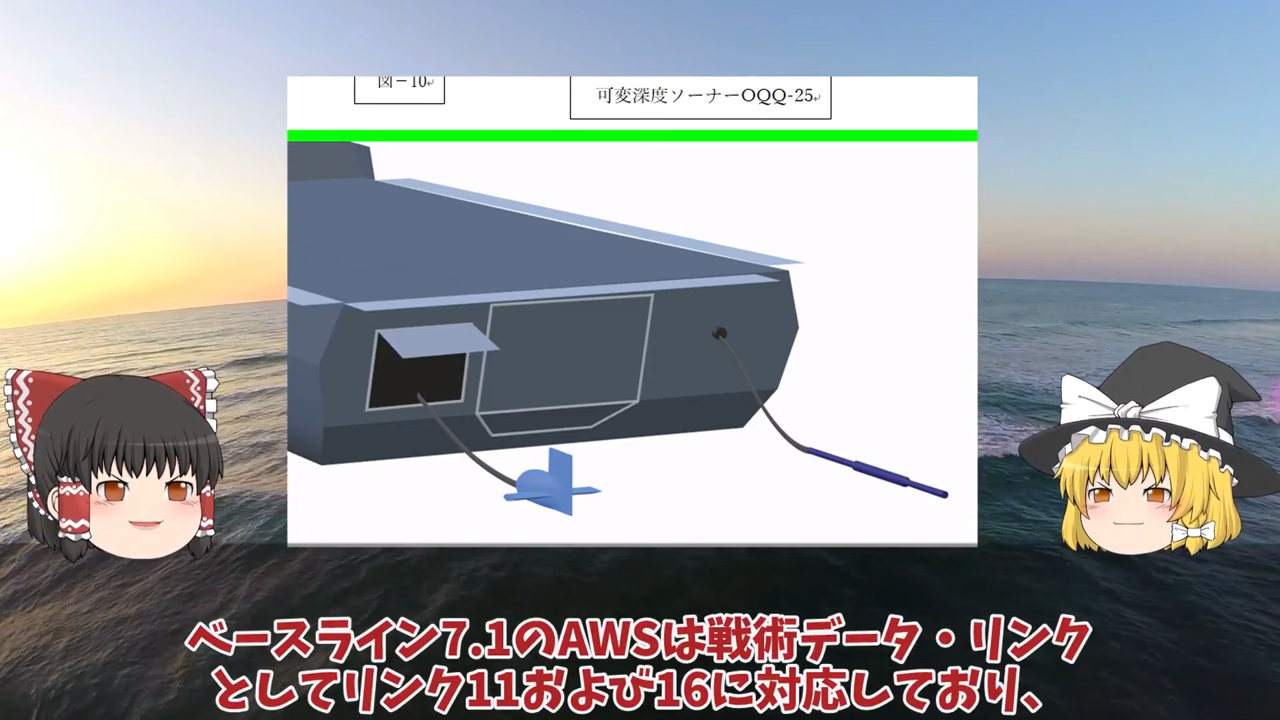 図－10
可変深度ソーナーOQQ-25
ベースライン7.1のAWSは戦術データ・リンク
としてリンク11および16に対応しており、